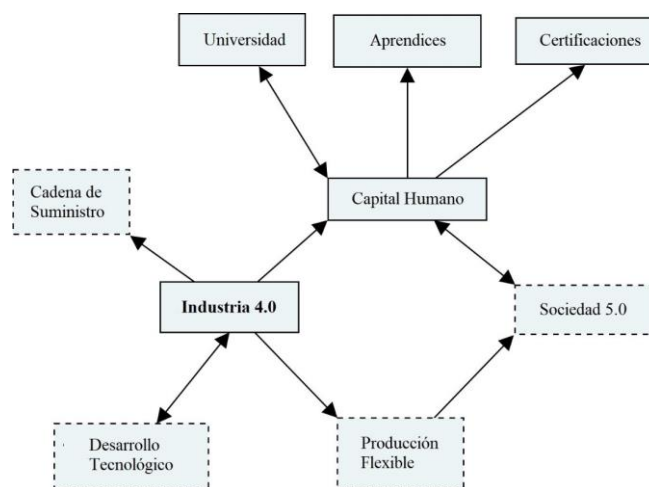 Universidad
Aprendices
Certificaciones
Cadena de
Suministro
Capital Humano
Industria 4.0
Sociedad 5.0
Desarrollo
Tecnológico
Producción
Flexible